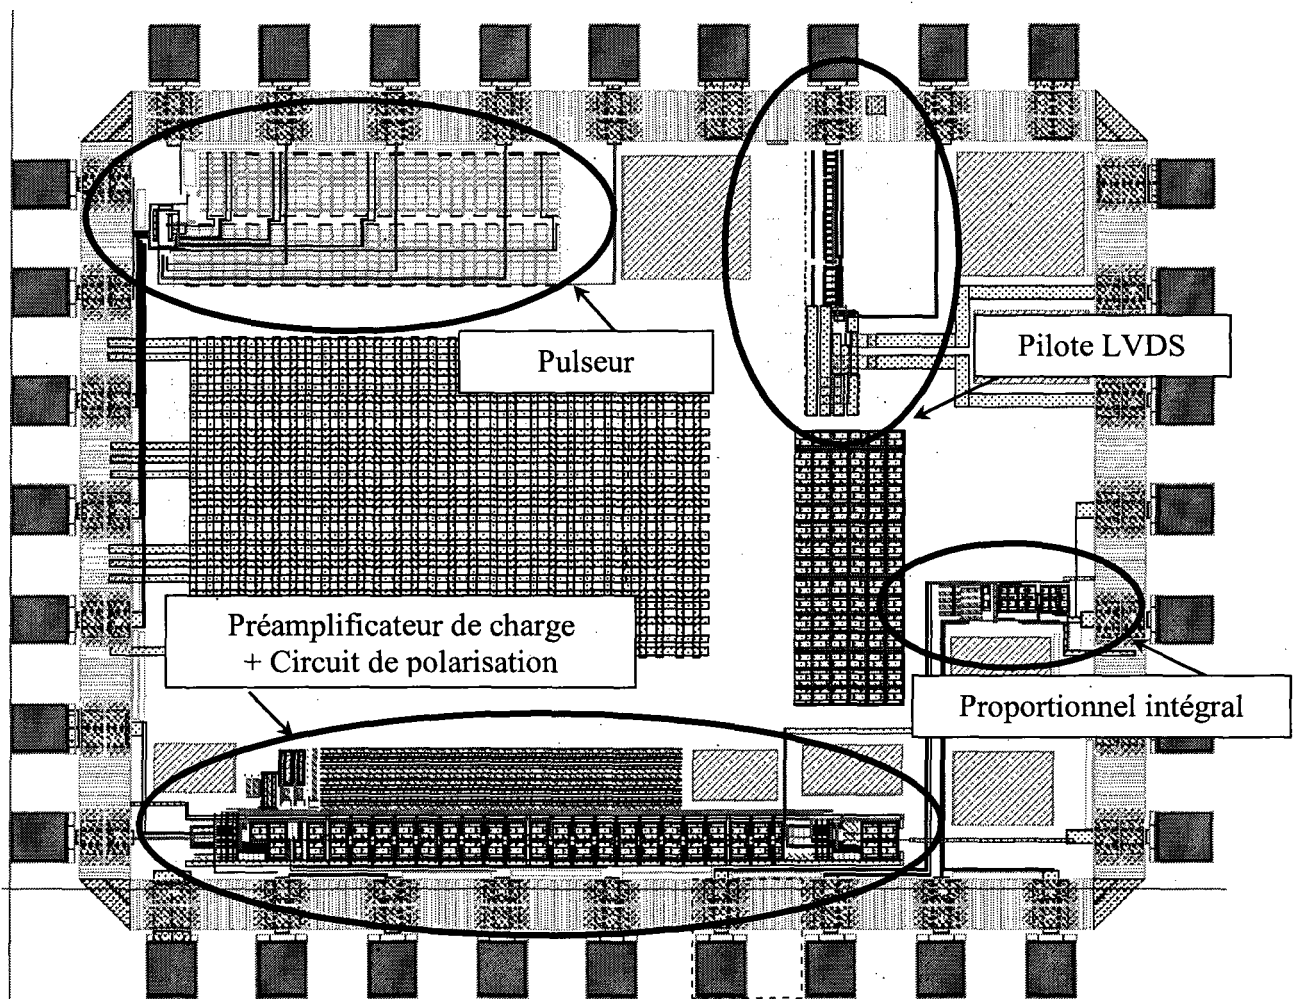 Pulseur
Pilote LVDS
Préamplificateur de charge
+ Circuit de polarisation
Proportionnel intégral